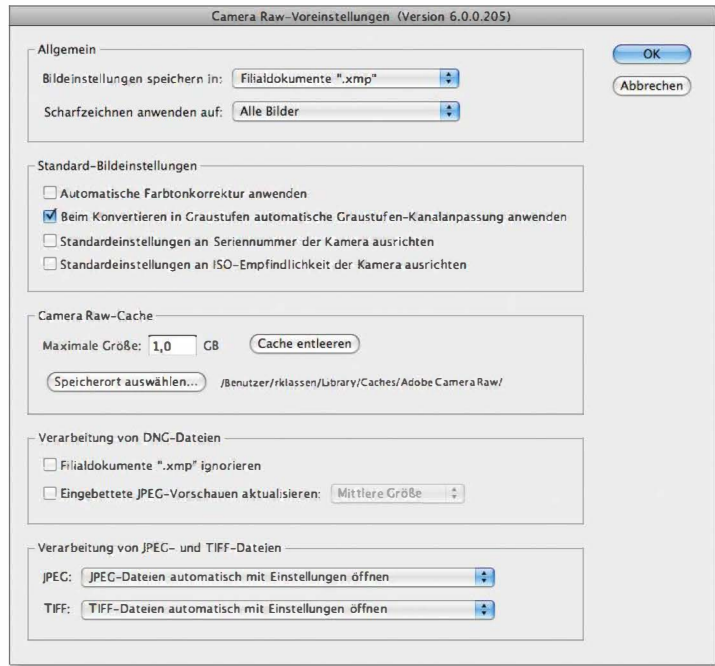 Camera Raw-Voreinstellungen (Version 6.0.0.205)
Allgemein
Bildeinstellungen speichern in: Filialdokumente ".xmp"
Scharfzeichnen anwenden auf: Alle Bilder
OK
Abbrechen
Standard-Bildeinstellungen
Automatische Farbtonkorrektur anwenden
Beim Konvertieren in Graustufen automatische Graustufen-Kanalanpassung anwenden
Standardeinstellungen an Seriennummer der Kamera ausrichten
Standardeinstellungen an ISO-Empfindlichkeit der Kamera ausrichten
Camera Raw-Cache
Maximale Größe: 1,0 GB Cache entleeren
Speicherort auswählen... /Benutzer/rklassen/Library/Caches/Adobe Camera Raw/
Verarbeitung von DNG-Dateien
Filialdokumente ".xmp" ignorieren
Eingebettete JPEG-Vorschauen aktualisieren: Mittlere Größe
Verarbeitung von JPEG- und TIFF-Dateien
JPEG: JPEG-Dateien automatisch mit Einstellungen öffnen
TIFF: TIFF-Dateien automatisch mit Einstellungen öffnen